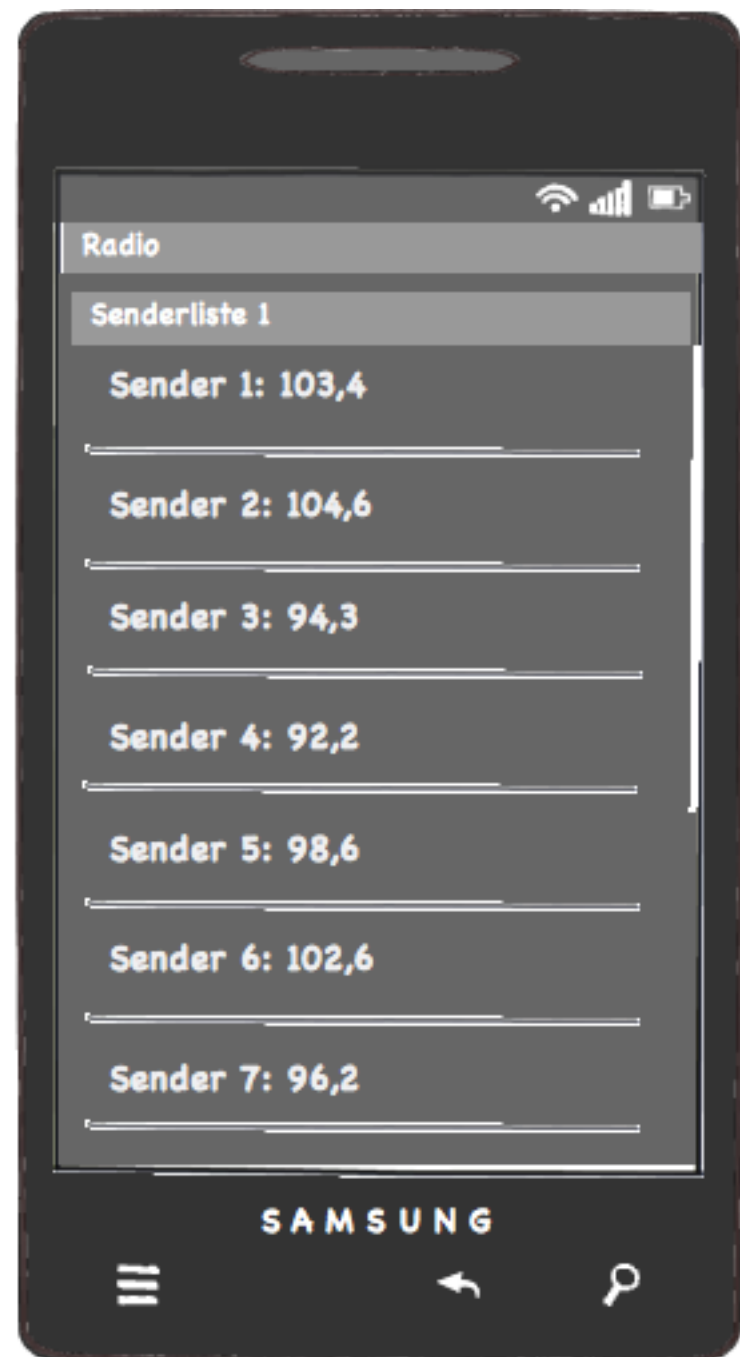 Radio
Senderliste 1
Sender 1: 103,4
Sender 2: 104,6
Sender 3: 94,3
Sender 4: 92,2
Sender 5: 98,6
Sender 6: 102,6
Sender 7: 96,2
SAMSUNG